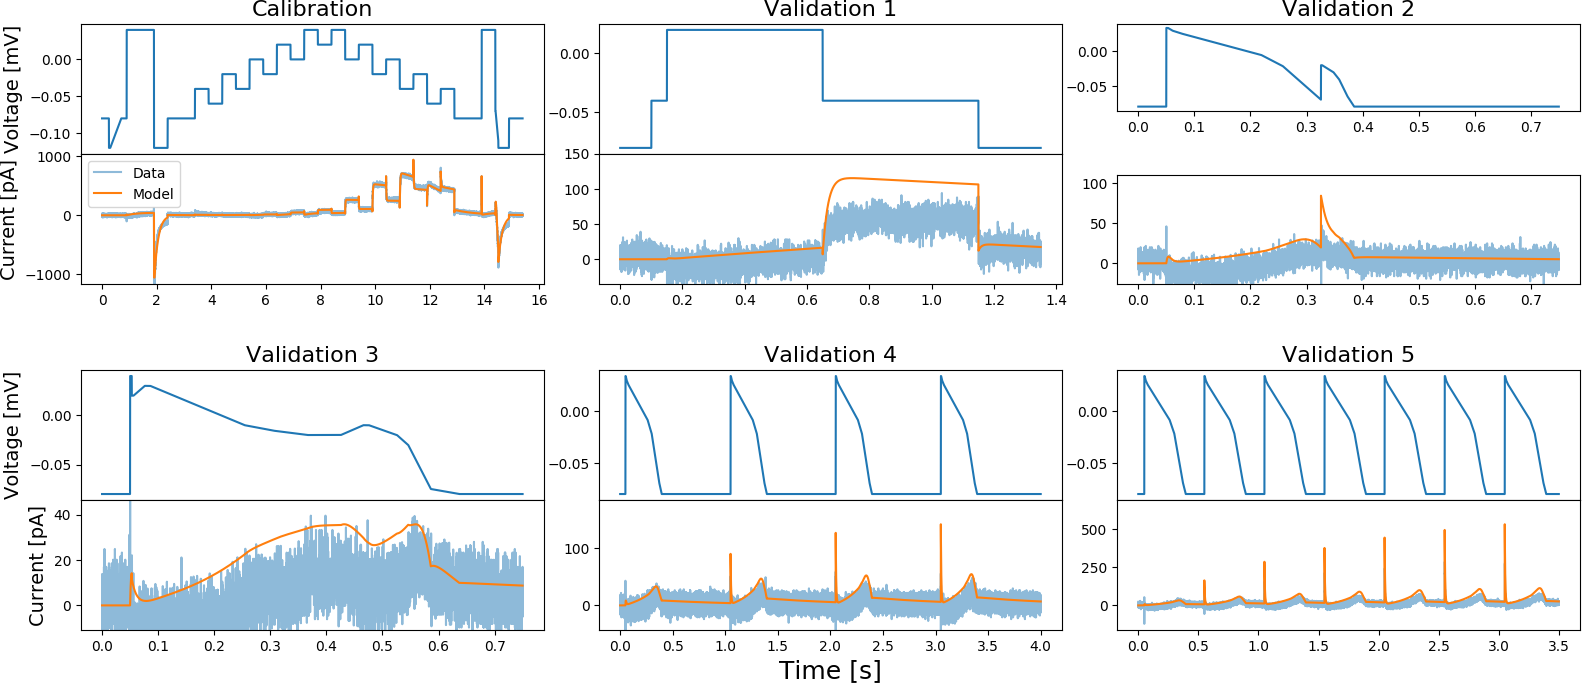 Calibration
Validation 1
Validation 2
Voltage [mV]
0.00
−0.05
−0.10
0.00
−0.05
0.00
−0.05
0.0 0.1 0.2 0.3 0.4 0.5 0.6 0.7
Current [pA]
1000
0
−1000
Data
Model
150
100
50
0
100
50
0
0 2 4 6 8 10 12 14 16
0.0 0.2 0.4 0.6 0.8 1.0 1.2 1.4
0.0 0.1 0.2 0.3 0.4 0.5 0.6 0.7
Validation 3
Validation 4
Validation 5
Voltage [mV]
0.00
−0.05
0.00
−0.05
0.00
−0.05
Current [pA]
40
20
0
100
0
500
250
0
0.0 0.1 0.2 0.3 0.4 0.5 0.6 0.7
0.0 0.5 1.0 1.5 2.0 2.5 3.0 3.5 4.0
0.0 0.5 1.0 1.5 2.0 2.5 3.0 3.5
Time [s]